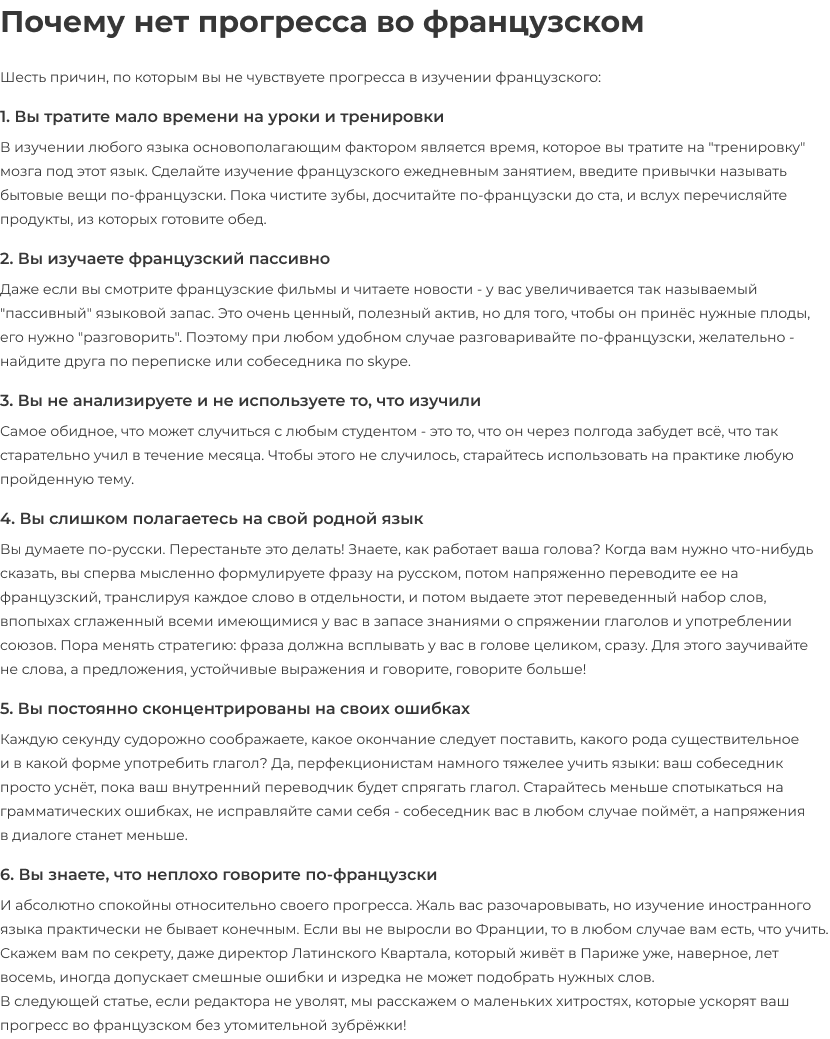 Почему нет прогресса во французском
Шесть причин, по которым вы не чувствуете прогресса в изучении французского:
1. Вы тратите мало времени на уроки и тренировки
В изучении любого языка основополагающим фактором является время, которое вы тратите на "тренировку"
мозга под этот язык. Сделайте изучение французского ежедневным занятием, введите привычки называть
бытовые вещи по-французски. Пока чистите зубы, досчитайте по-французски до ста, и вслух перечисляйте
продукты, из которых готовите обед.
2. Вы изучаете французский пассивно
Даже если вы смотрите французские фильмы и читаете новости - у вас увеличивается так называемый
"пассивный" языковой запас. Это очень ценный, полезный актив, но для того, чтобы он принёс нужные плоды,
его нужно "разговорить". Поэтому при любом удобном случае разговаривайте по-французски, желательно -
найдите друга по переписке или собеседника по skype.
3. Вы не анализируете и не используете то, что изучили
Самое обидное, что может случиться с любым студентом - это то, что он через полгода забудет всё, что так
старательно учил в течение месяца. Чтобы этого не случилось, старайтесь использовать на практике любую
пройденную тему.
4. Вы слишком полагаетесь на свой родной язык
Вы думаете по-русски. Перестаньте это делать! Знаете, как работает ваша голова? Когда вам нужно что-нибудь
сказать, вы сперва мысленно формулируете фразу на русском, потом напряженно переводите ее на
французский, транслируя каждое слово в отдельности, и потом выдаете этот переведенный набор слов,
впопыхах сглаженный всеми имеющимися у вас в запасе знаниями о спряжении глаголов и употреблении
союзов. Пора менять стратегию: фраза должна всплывать у вас в голове целиком, сразу. Для этого заучивайте
не слова, а предложения, устойчивые выражения и говорите, говорите больше!
5. Вы постоянно сконцентрированы на своих ошибках
Каждую секунду судорожно соображаете, какое окончание следует поставить, какого рода существительное
и в какой форме употребить глагол? Да, перфекционистам намного тяжелее учить языки: ваш собеседник
просто уснёт, пока ваш внутренний переводчик будет спрягать глагол. Старайтесь меньше спотыкаться на
грамматических ошибках, не исправляйте сами себя - собеседник вас в любом случае поймёт, а напряжения
в диалоге станет меньше.
6. Вы знаете, что неплохо говорите по-французски
И абсолютно спокойны относительно своего прогресса. Жаль вас разочаровывать, но изучение иностранного
языка практически не бывает конечным. Если вы не выросли во Франции, то в любом случае вам есть, что учить.
Скажем вам по секрету, даже директор Латинского Квартала, который живёт в Париже уже, наверное, лет
восемь, иногда допускает смешные ошибки и изредка не может подобрать нужных слов.
В следующей статье, если редактора не уволят, мы расскажем о маленьких хитростях, которые ускорят ваш
прогресс во французском без утомительной зубрёжки!